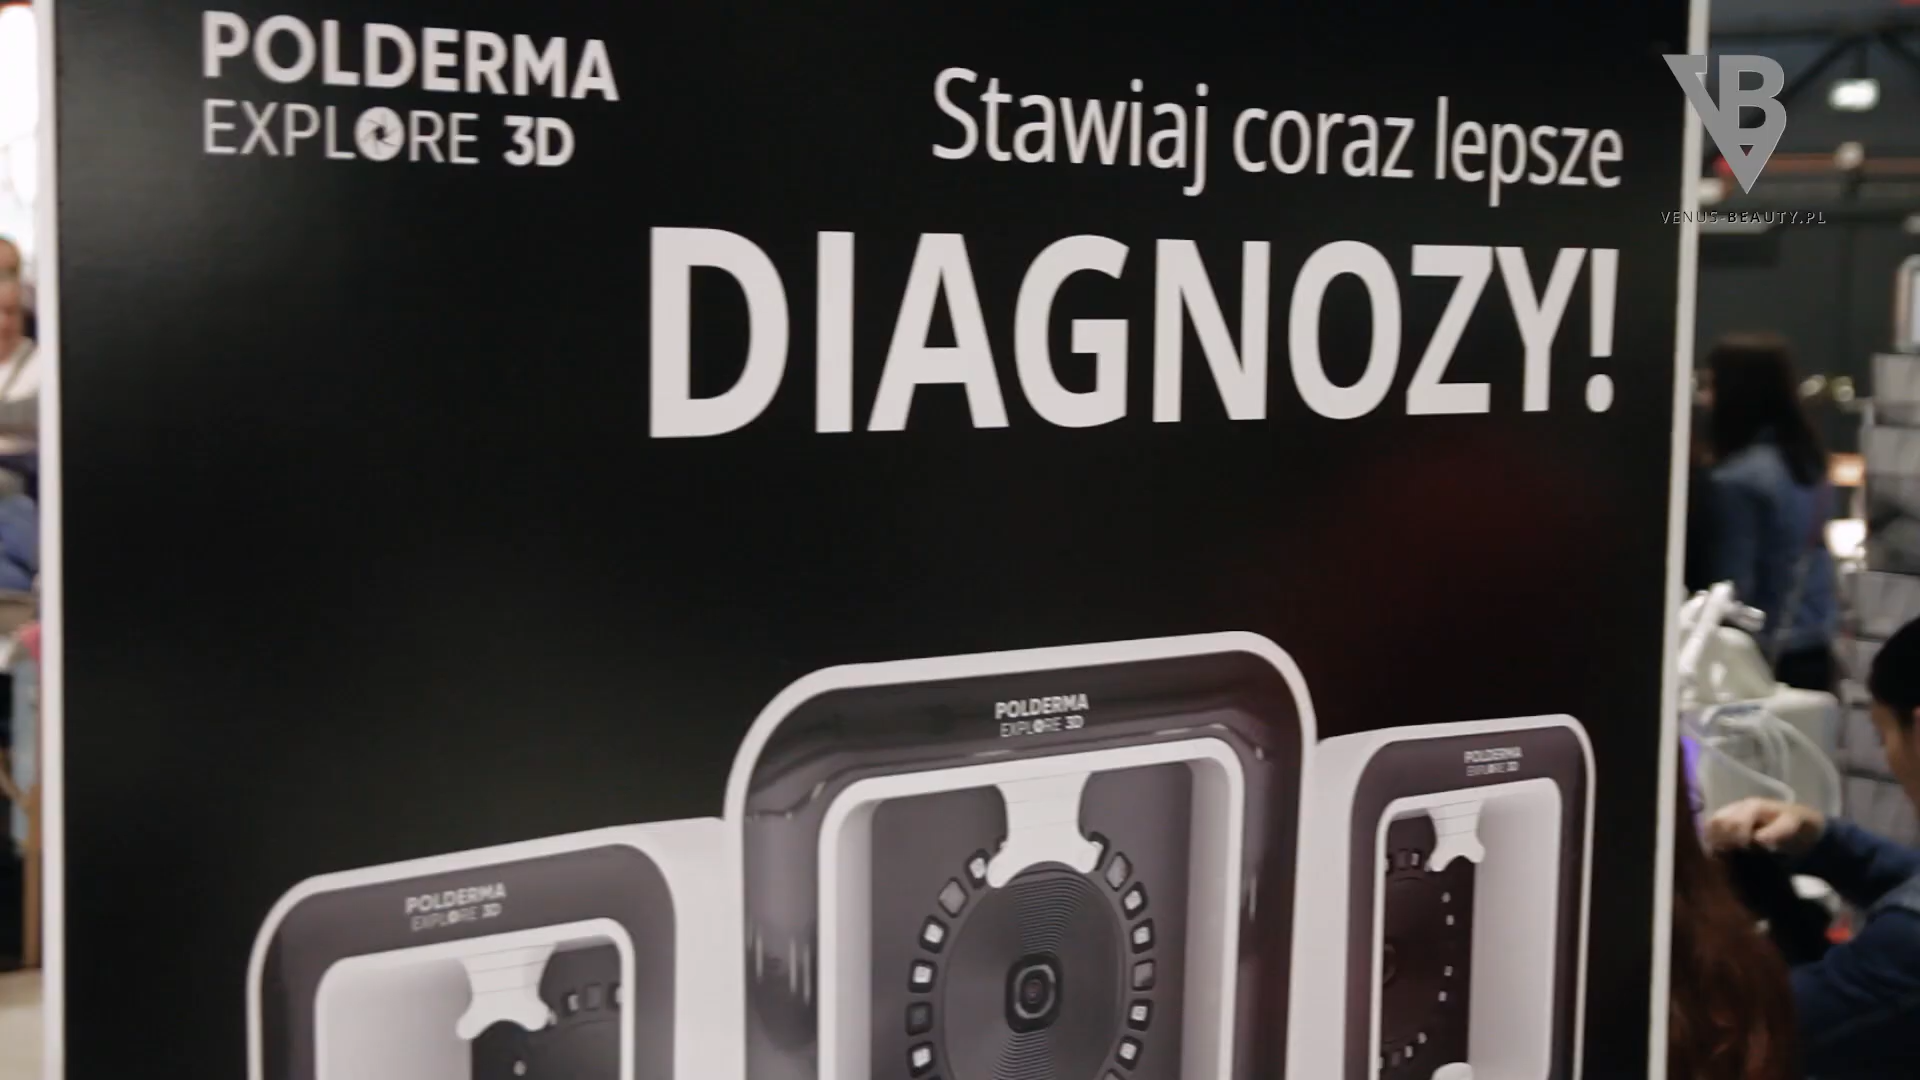 POLDERMA
EXPLORE 3D
Stawiaj coraz lepsze
DIAGNOZY!
VB
VENUS-BEAUTY.PL
POLDERMA
EXPLORE 3D
POLDERMA
EXPLORE 3D
POLDERMA
EXPLORE 3D